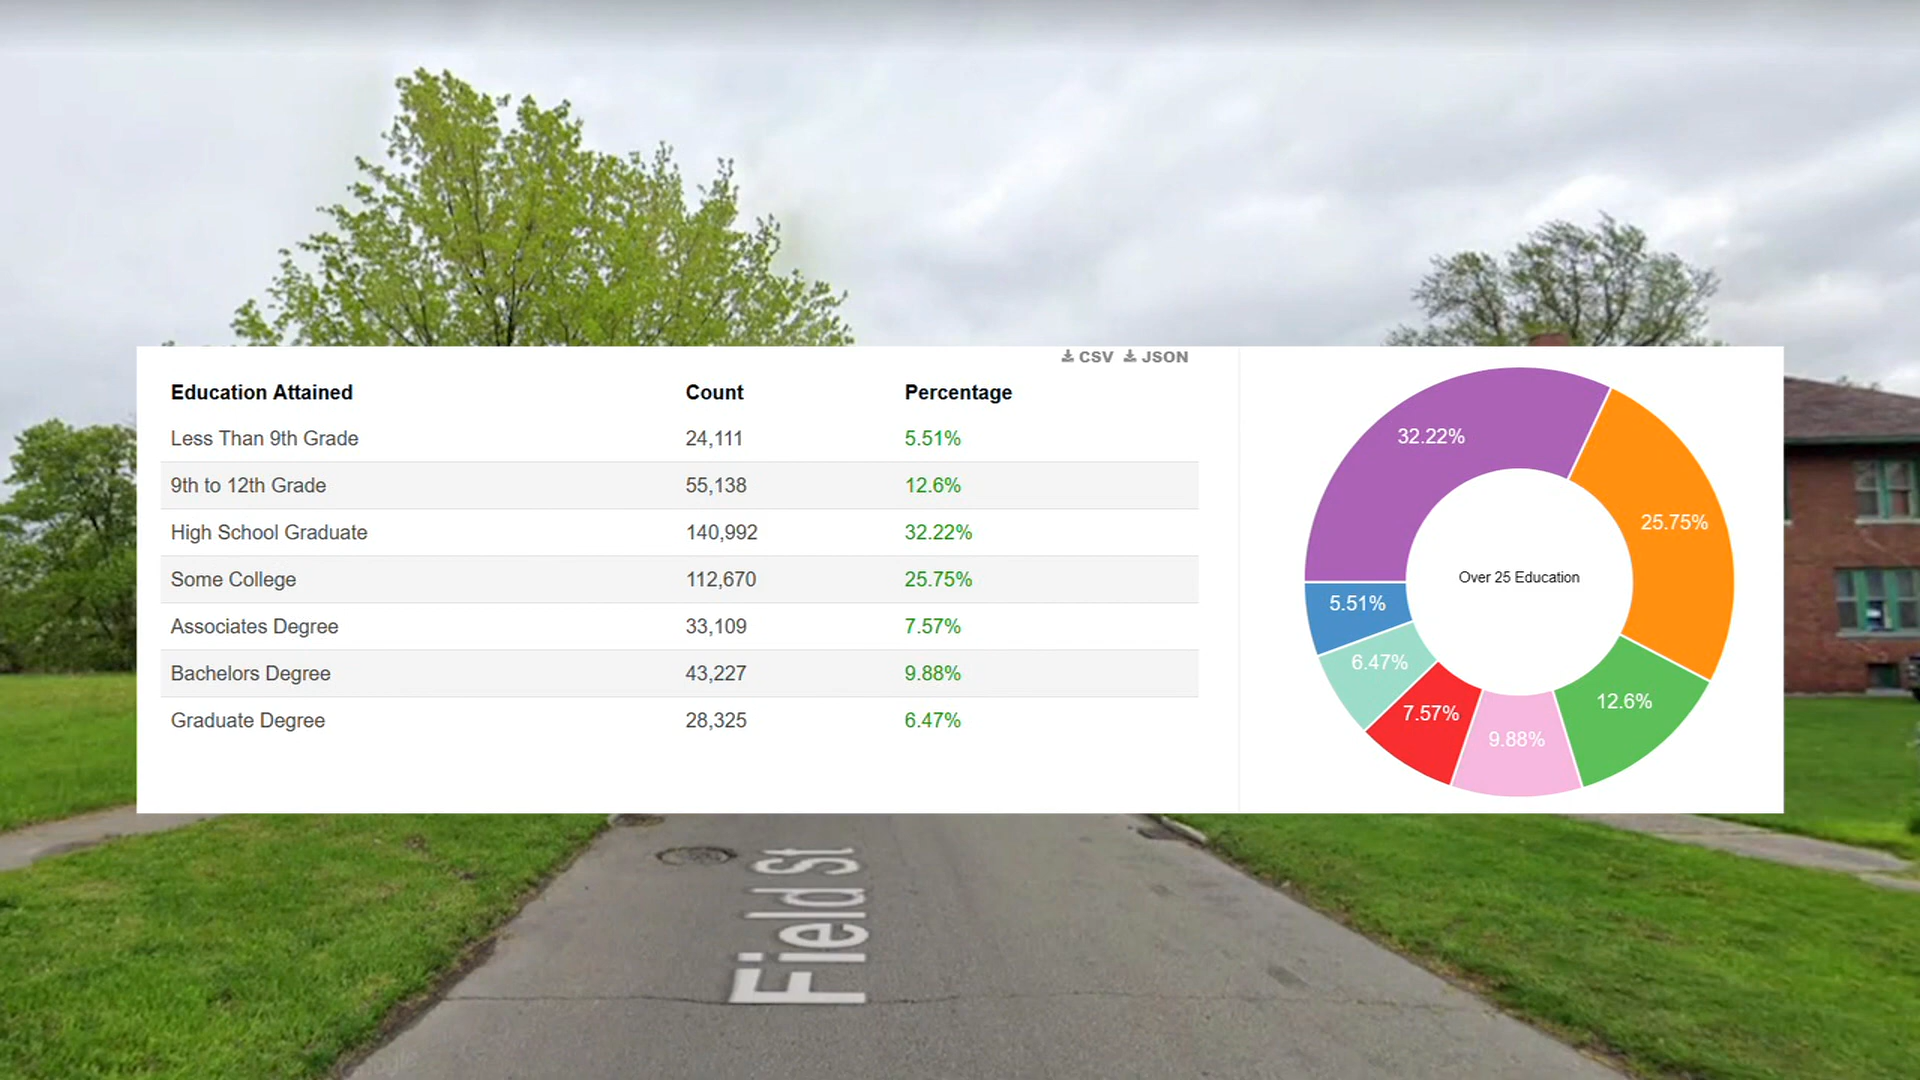 CSV JSON
Education Attained Count Percentage
Less Than 9th Grade 24,111 5.51%
9th to 12th Grade 55,138 12.6%
High School Graduate 140,992 32.22%
Some College 112,670 25.75%
Associates Degree 33,109 7.57%
Bachelors Degree 43,227 9.88%
Graduate Degree 28,325 6.47%
32.22%
25.75%
Over 25 Education
5.51%
6.47%
12.6%
7.57%
9.88%
Field St